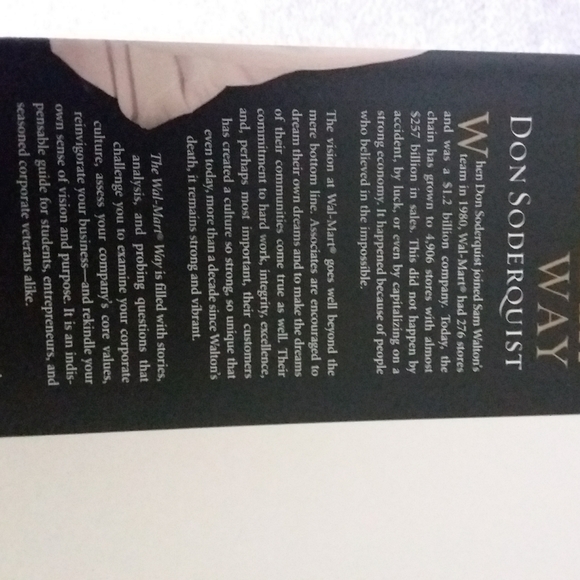 WAY
DON SODERQUIST
When Don Soderquist joined Sam Walton's
team in 1980, Wal-Mart® had 276 stores
and was a $1.2 billion company. Today, the
chain has grown to 4,906 stores with almost
$257 billion in sales. This did not happen by
accident, by luck, or even by capitalizing on a
strong economy. It happened because of people
who believed in the impossible.
The vision at Wal-Mart® goes well beyond the
mere bottom line. Associates are encouraged to
dream their own dreams and to make the dreams
of their communities come true as well. Their
commitment to hard work, integrity, excellence,
and, perhaps most important, their customers
has created a culture so strong, so unique that
even today, more than a decade since Walton's
death, it remains strong and vibrant.
The Wal-Mart® Way is filled with stories,
analysis, and probing questions that
challenge you to examine your corporate
culture, assess your company's core values,
reinvigorate your business—and rekindle your
own sense of vision and purpose. It is an indis-
pensable guide for students, entrepreneurs, and
seasoned corporate veterans alike.